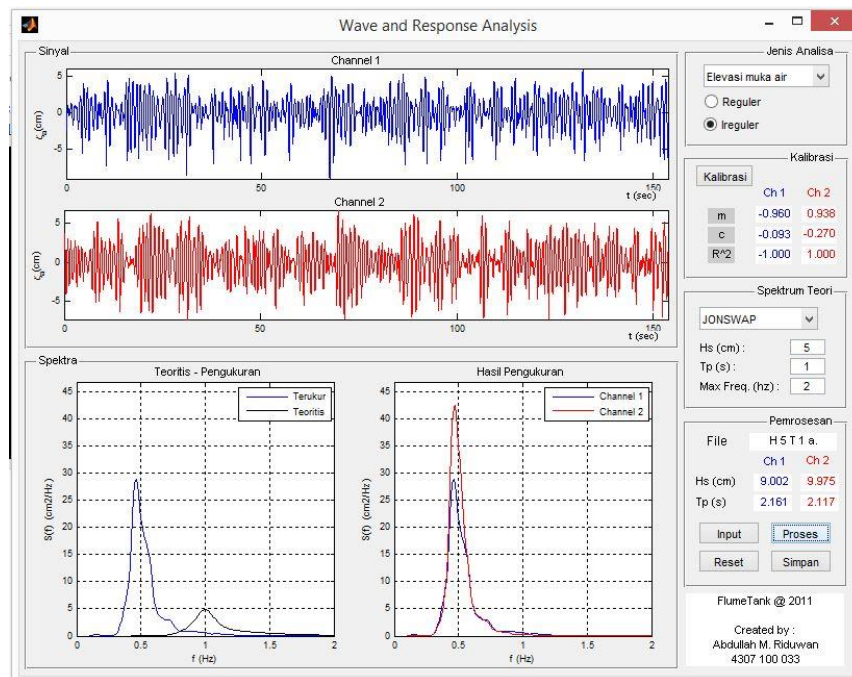 Wave and Response Analysis
Sinyal
Channel 1
5
0
-5
ζa(cm)
0 50 100 150
t (sec)
Channel 2
5
0
-5
ζa(cm)
0 50 100 150
t (sec)
Spektra
Teoritis - Pengukuran
Terukur
Teoritis
45
40
35
30
25
20
15
10
5
0
S(f) (cm2/Hz)
0 0.5 1 1.5 2
f (Hz)
Hasil Pengukuran
Channel 1
Channel 2
45
40
35
30
25
20
15
10
5
0
S(f) (cm2/Hz)
0 0.5 1 1.5 2
f (Hz)
Jenis Analisa
Elevasi muka air
Reguler
Ireguler
Kalibrasi
Kalibrasi
Ch 1 Ch 2
m -0.960 0.938
c -0.093 -0.270
R^2 -1.000 1.000
Spektrum Teori
JONSWAP
Hs (cm) : 5
Tp (s) : 1
Max Freq. (hz) : 2
Pemrosesan
File H 5 T 1 a.
Ch 1 Ch 2
Hs (cm) 9.002 9.975
Tp (s) 2.161 2.117
Input Proses
Reset Simpan
FlumeTank @ 2011
Created by :
Abdullah M. Riduwan
4307 100 033